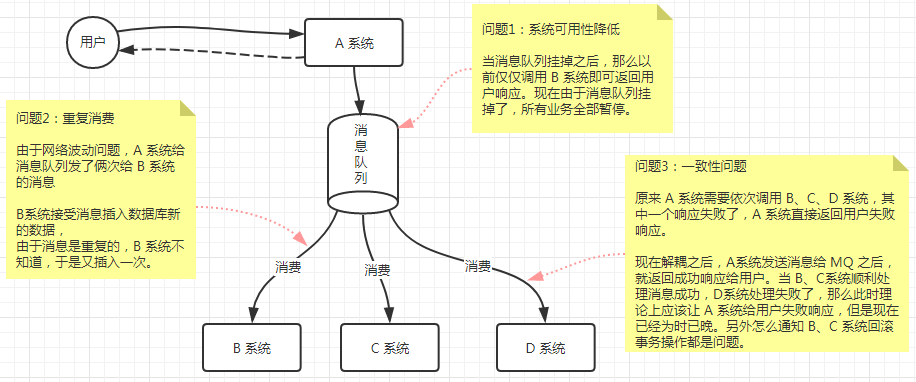 用户
A 系统
问题1：系统可用性降低
当消息队列挂掉之后，那么以
前仅仅调用 B 系统即可返回用
户响应。现在由于消息队列挂
掉了，所有业务全部暂停。
问题2：重复消费
由于网络波动问题，A 系统给
消息队列发了俩次给 B 系统
的消息
B系统接受消息插入数据库新
的数据，
由于消息是重复的，B 系统不
知道，于是又插入一次。
消
息
队
列
问题3：一致性问题
原来 A 系统需要依次调用 B、C、D 系统，其
中一个响应失败了，A 系统直接返回用户失败
响应。
现在解耦之后，A系统发送消息给 MQ 之后，
就返回成功响应给用户。当 B、C系统顺利处
理消息成功，D系统处理失败了，那么此时理
论上应该让 A 系统给用户失败响应，但是现在
已经为时已晚。另外怎么通知 B、C 系统回滚
事务操作都是问题。
消费
消费
消费
B 系统
C 系统
D 系统